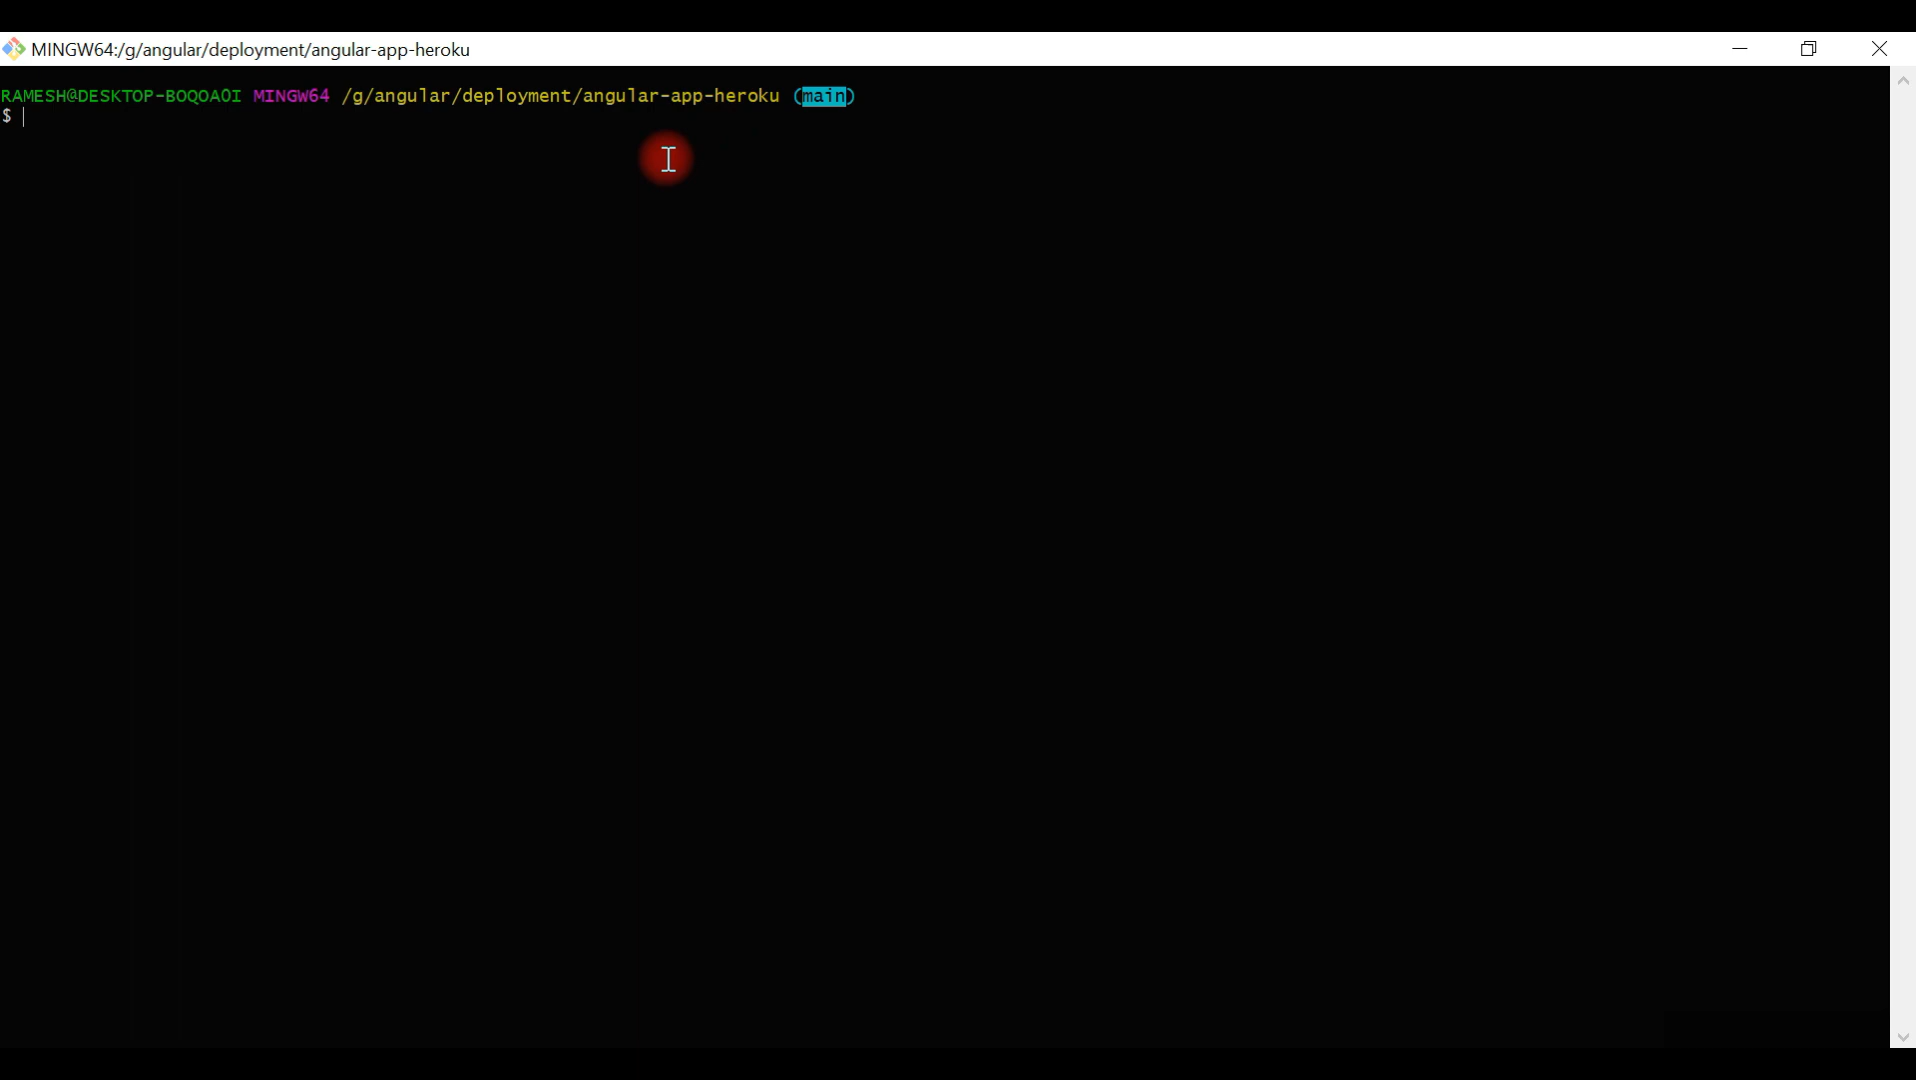 MINGW64:/g/angular/deployment/angular-app-heroku
RAMESH@DESKTOP-BOQOA0I MINGW64 /g/angular/deployment/angular-app-heroku (main)
$